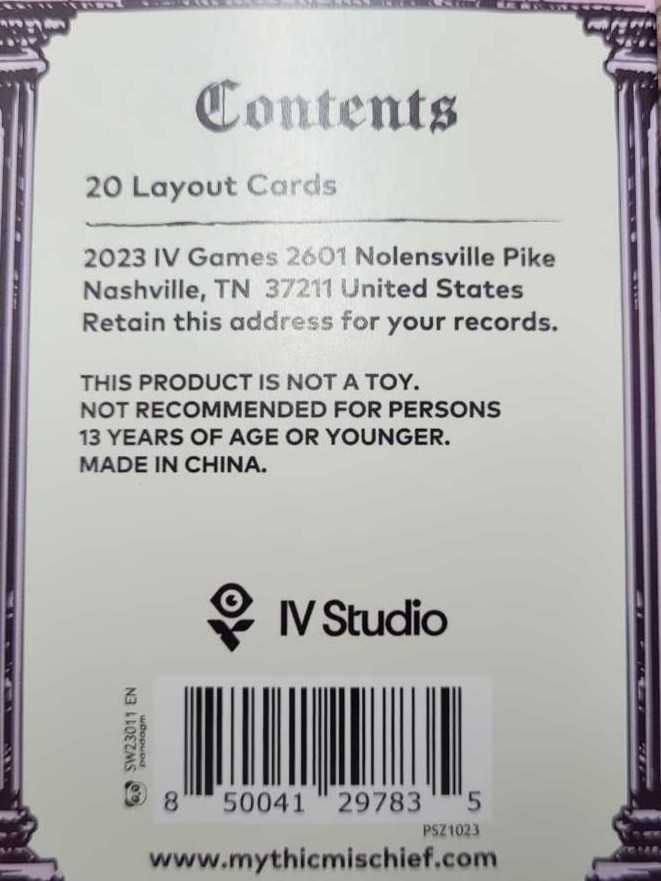 Contents
20 Layout Cards
2023 IV Games 2601 Nolensville Pike
Nashville, TN 37211 United States
Retain this address for your records.
THIS PRODUCT IS NOT A TOY.
NOT RECOMMENDED FOR PERSONS
13 YEARS OF AGE OR YOUNGER.
MADE IN CHINA.
IV Studio
SW23011 EN
pandagm
8 50041 29783 5
PSZ1023
www.mythicmischief.com